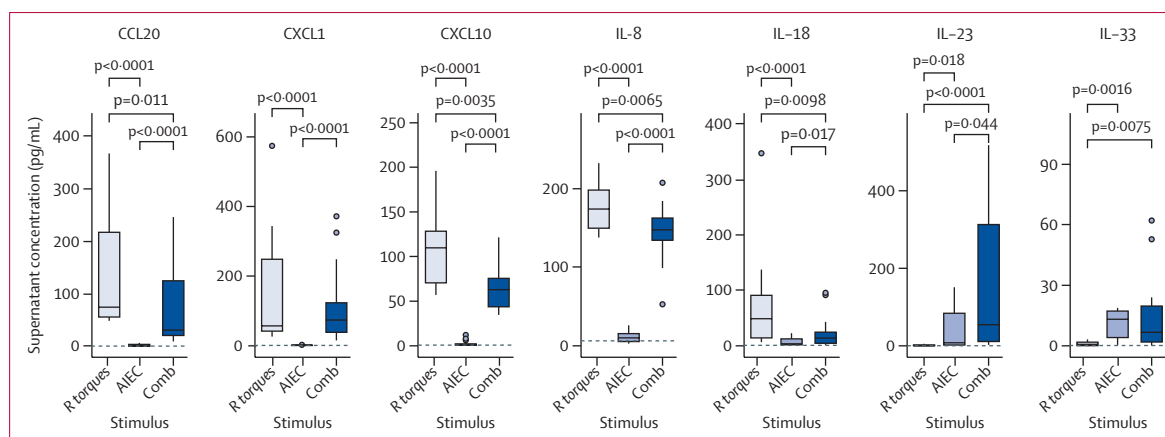 CCL20
CXCL1
CXCL10
IL-8
IL–18
IL–23
IL–33
p<0·0001
p=0·011
p<0·0001
p<0·0001
p<0·0001
p<0·0001
p=0·0035
p<0·0001
p<0·0001
p=0·0065
p<0·0001
p<0·0001
p=0·0098
p=0·017
p=0·018
p<0·0001
p=0·044
p=0·0016
p=0·0075
Supernatant concentration (pg/mL)
400
300
200
100
0
600
400
200
0
250
200
150
100
50
0
200
100
0
400
300
200
100
50
0
400
200
0
90
60
30
0
R torques
AIEC
Comb
R torques
AIEC
Comb
R torques
AIEC
Comb
R torques
AIEC
Comb
R torques
AIEC
Comb
R torques
AIEC
Comb
R torques
AIEC
Comb
Stimulus
Stimulus
Stimulus
Stimulus
Stimulus
Stimulus
Stimulus